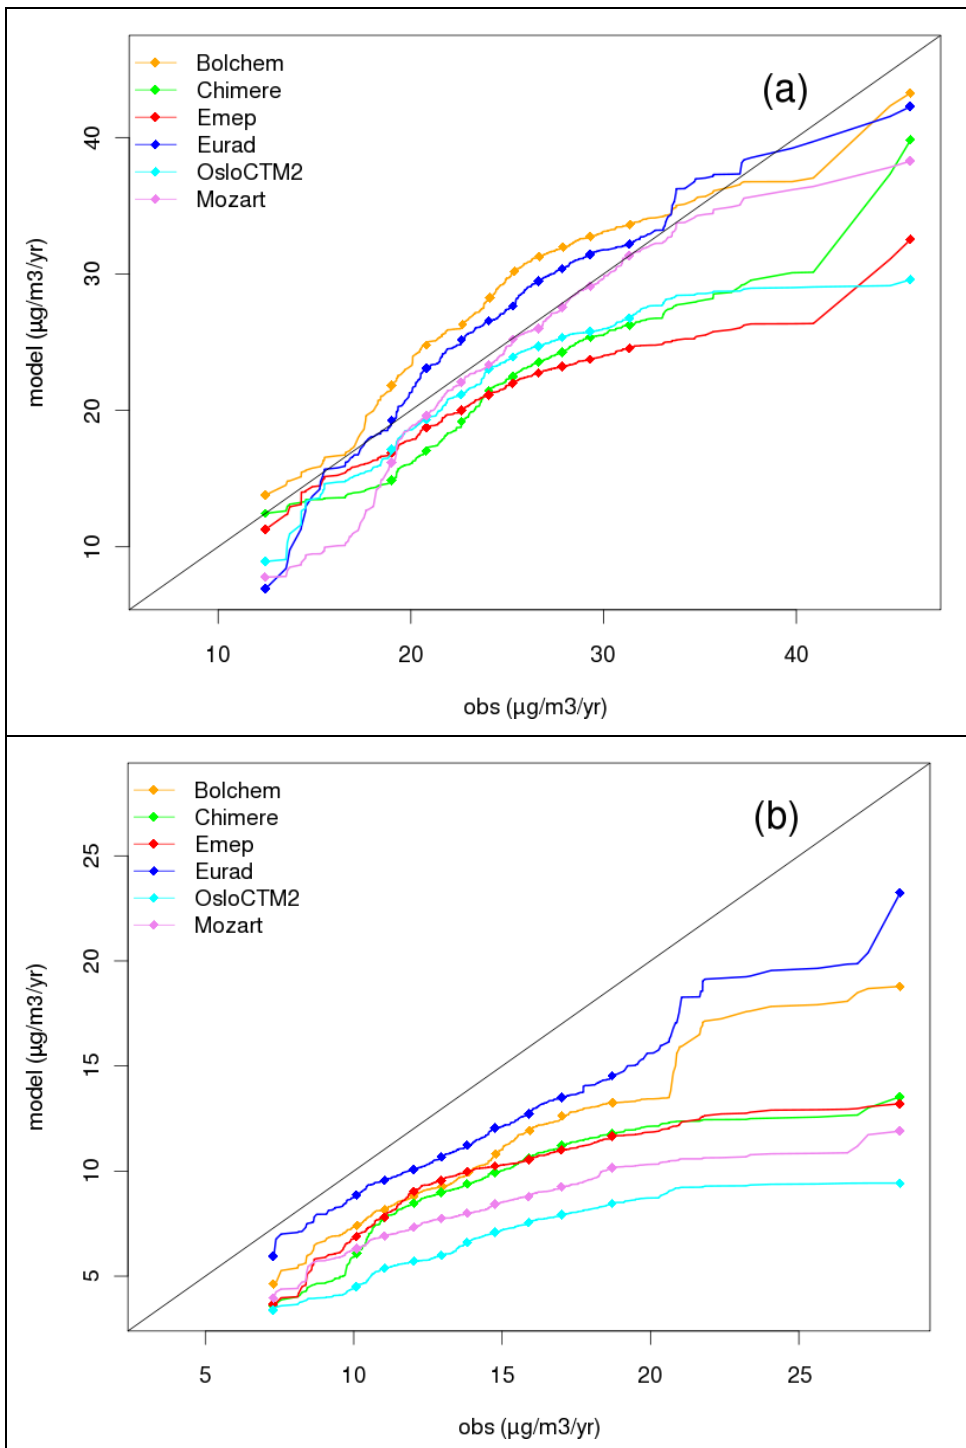 (a)
Bolchem
Chimere
Emep
Eurad
OsloCTM2
Mozart
model (µg/m3/yr)
40
30
20
10
10 20 30 40
obs (µg/m3/yr)
(b)
Bolchem
Chimere
Emep
Eurad
OsloCTM2
Mozart
model (µg/m3/yr)
25
20
15
10
5
5 10 15 20 25
obs (µg/m3/yr)